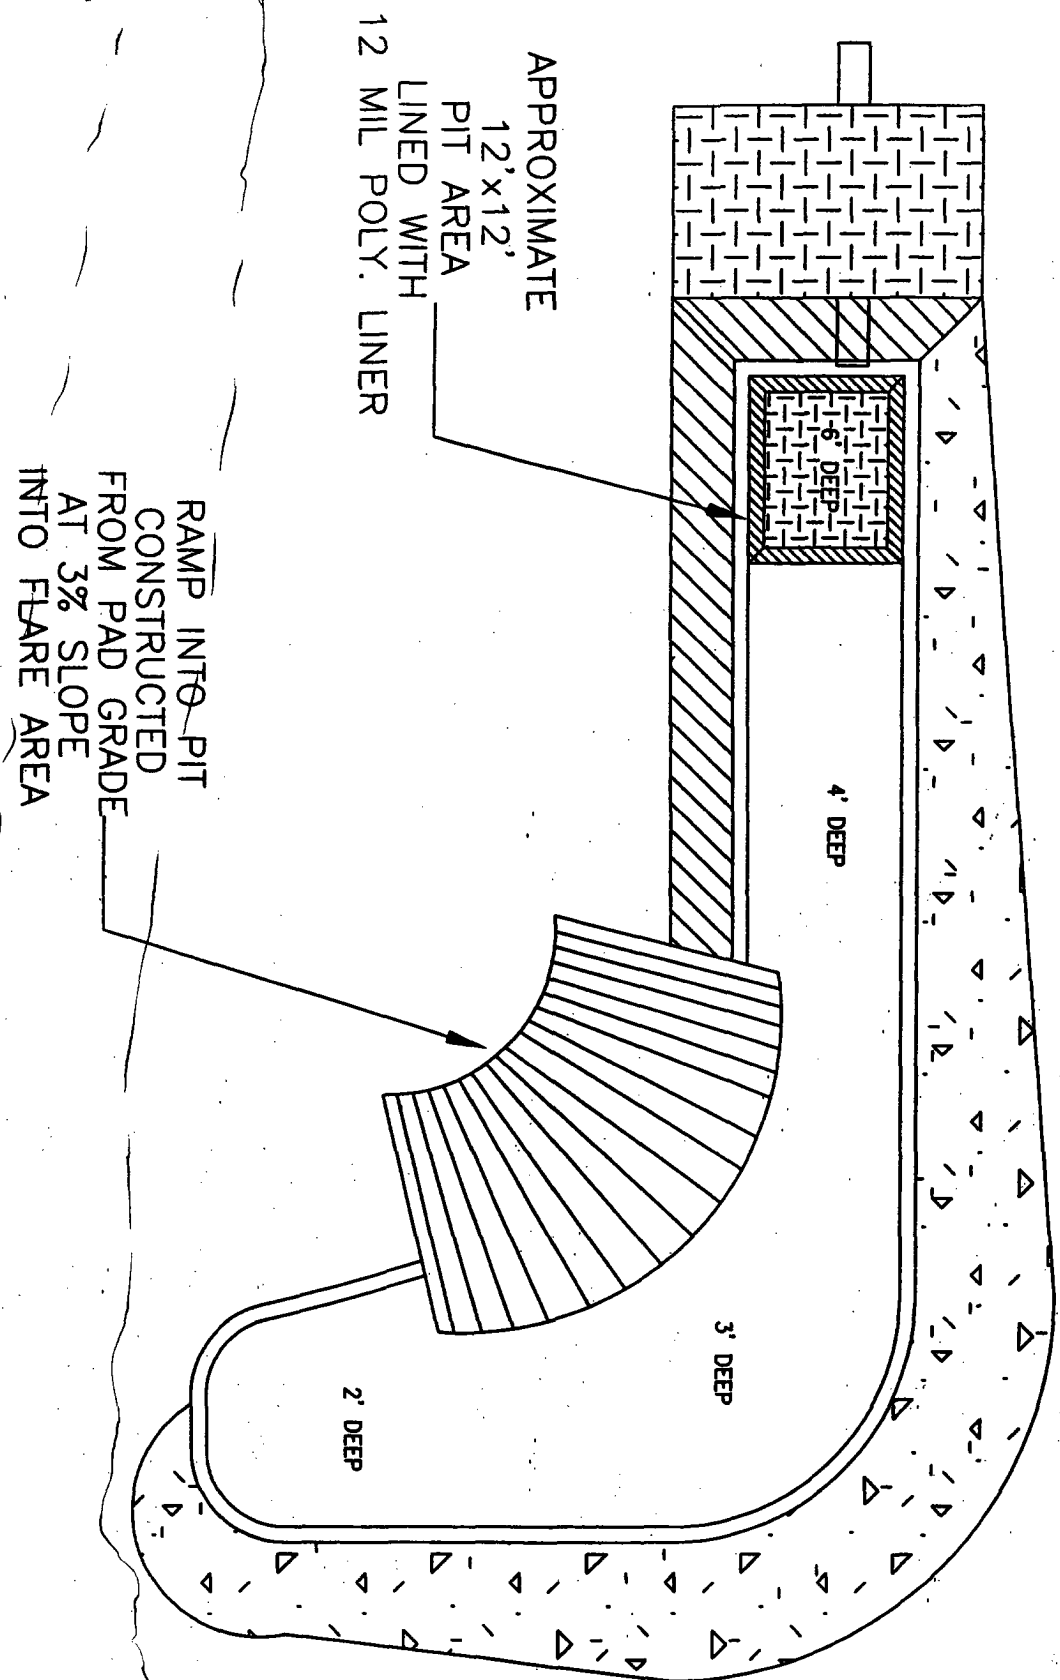 APPROXIMATE
12'x12'
PIT AREA
LINED WITH
12 MIL POLY. LINER
6' DEEP
4' DEEP
3' DEEP
2' DEEP
RAMP INTO PIT
CONSTRUCTED
FROM PAD GRADE
AT 3% SLOPE
INTO FLARE AREA